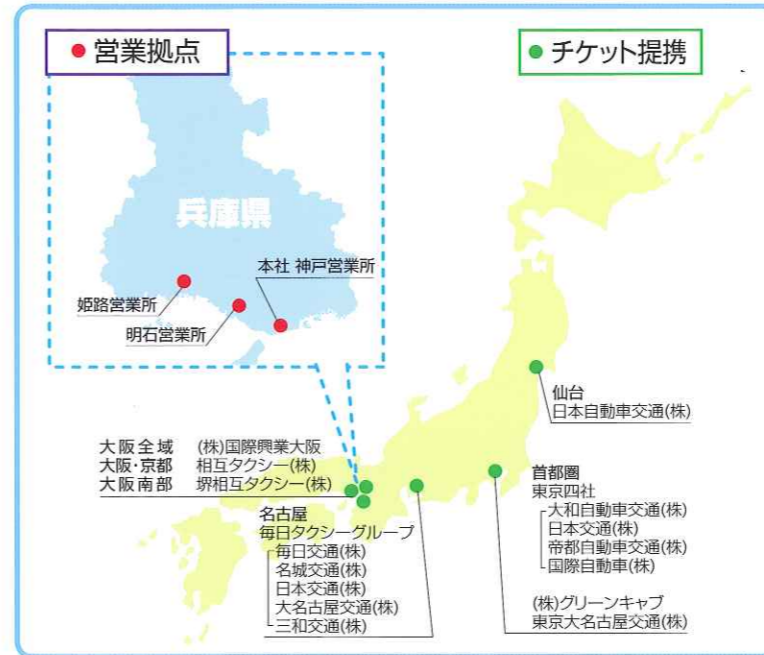 ● 営業拠点
● チケット提携
兵庫県
本社 神戸営業所
姫路営業所
明石営業所
仙台
日本自動車交通(株)
大阪全域 (株)国際興業大阪
大阪・京都 相互タクシー(株)
大阪南部 堺相互タクシー(株)
首都圏
東京四社
大和自動車交通(株)
日本交通(株)
帝都自動車交通(株)
国際自動車(株)
(株)グリーンキャブ
東京大名古屋交通(株)
名古屋
毎日タクシーグループ
毎日交通(株)
名城交通(株)
日本交通(株)
大名古屋交通(株)
三和交通(株)